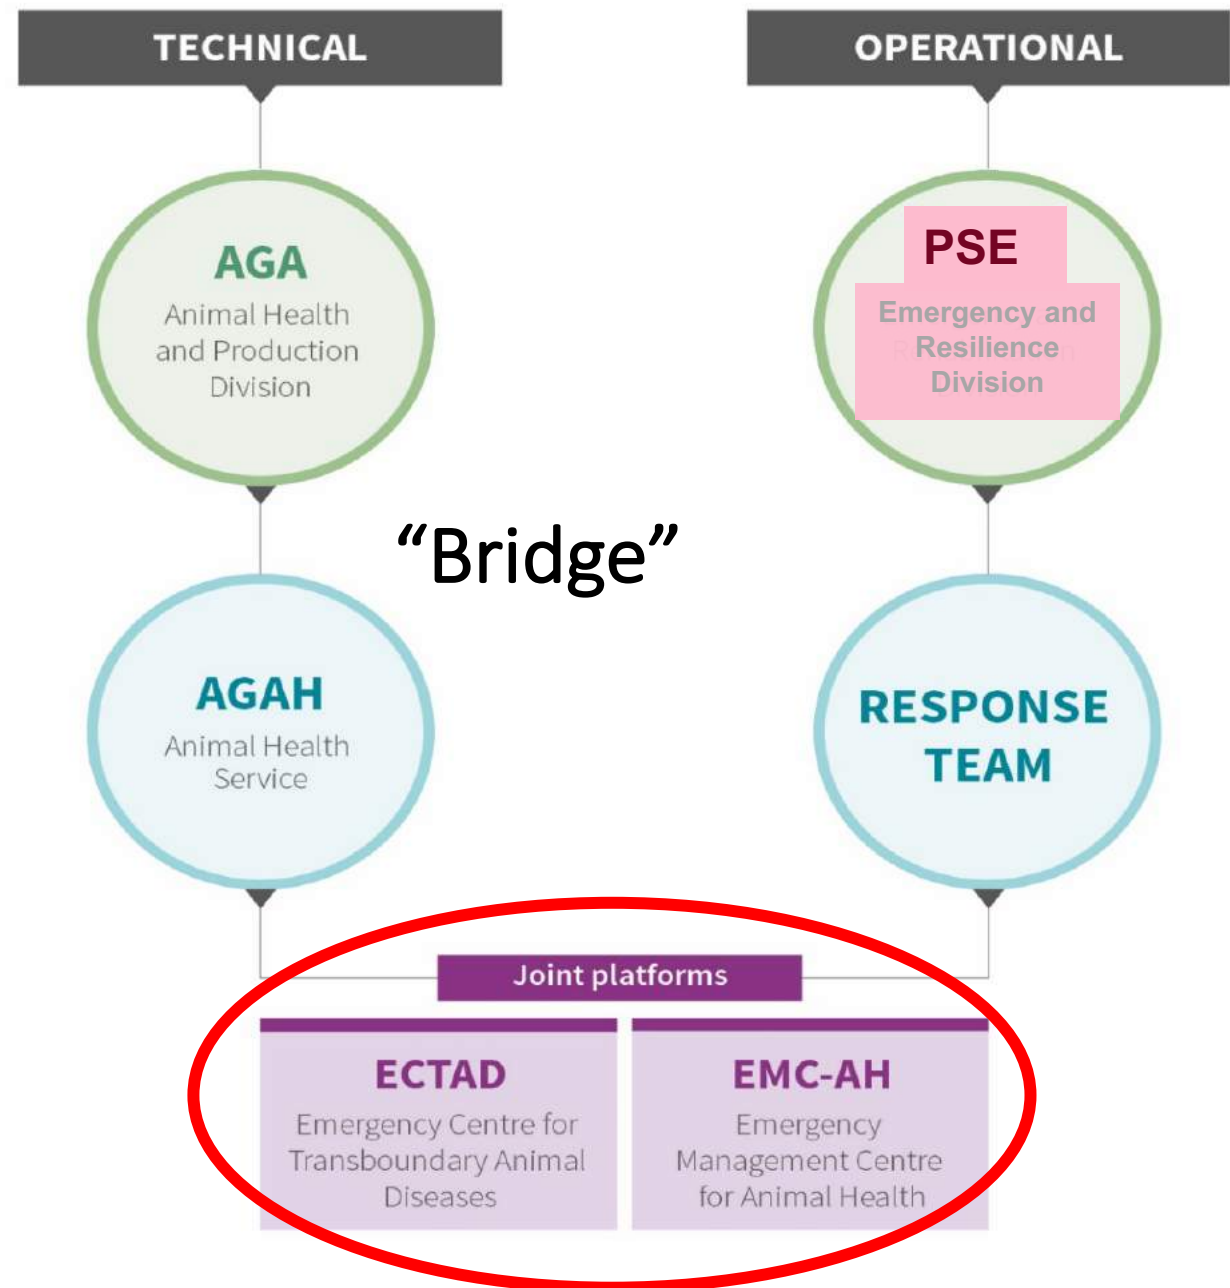 TECHNICAL
OPERATIONAL
AGA
Animal Health
and Production
Division
PSE
Emergency and
Resilience
Division
“Bridge”
AGAH
Animal Health
Service
RESPONSE
TEAM
Joint platforms
ECTAD
Emergency Centre for
Transboundary Animal
Diseases
EMC-AH
Emergency
Management Centre
for Animal Health